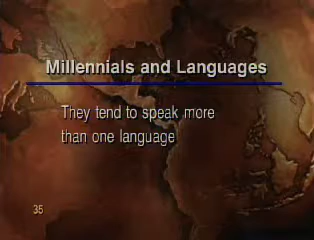 Millennials and Languages
They tend to speak more
than one language
35